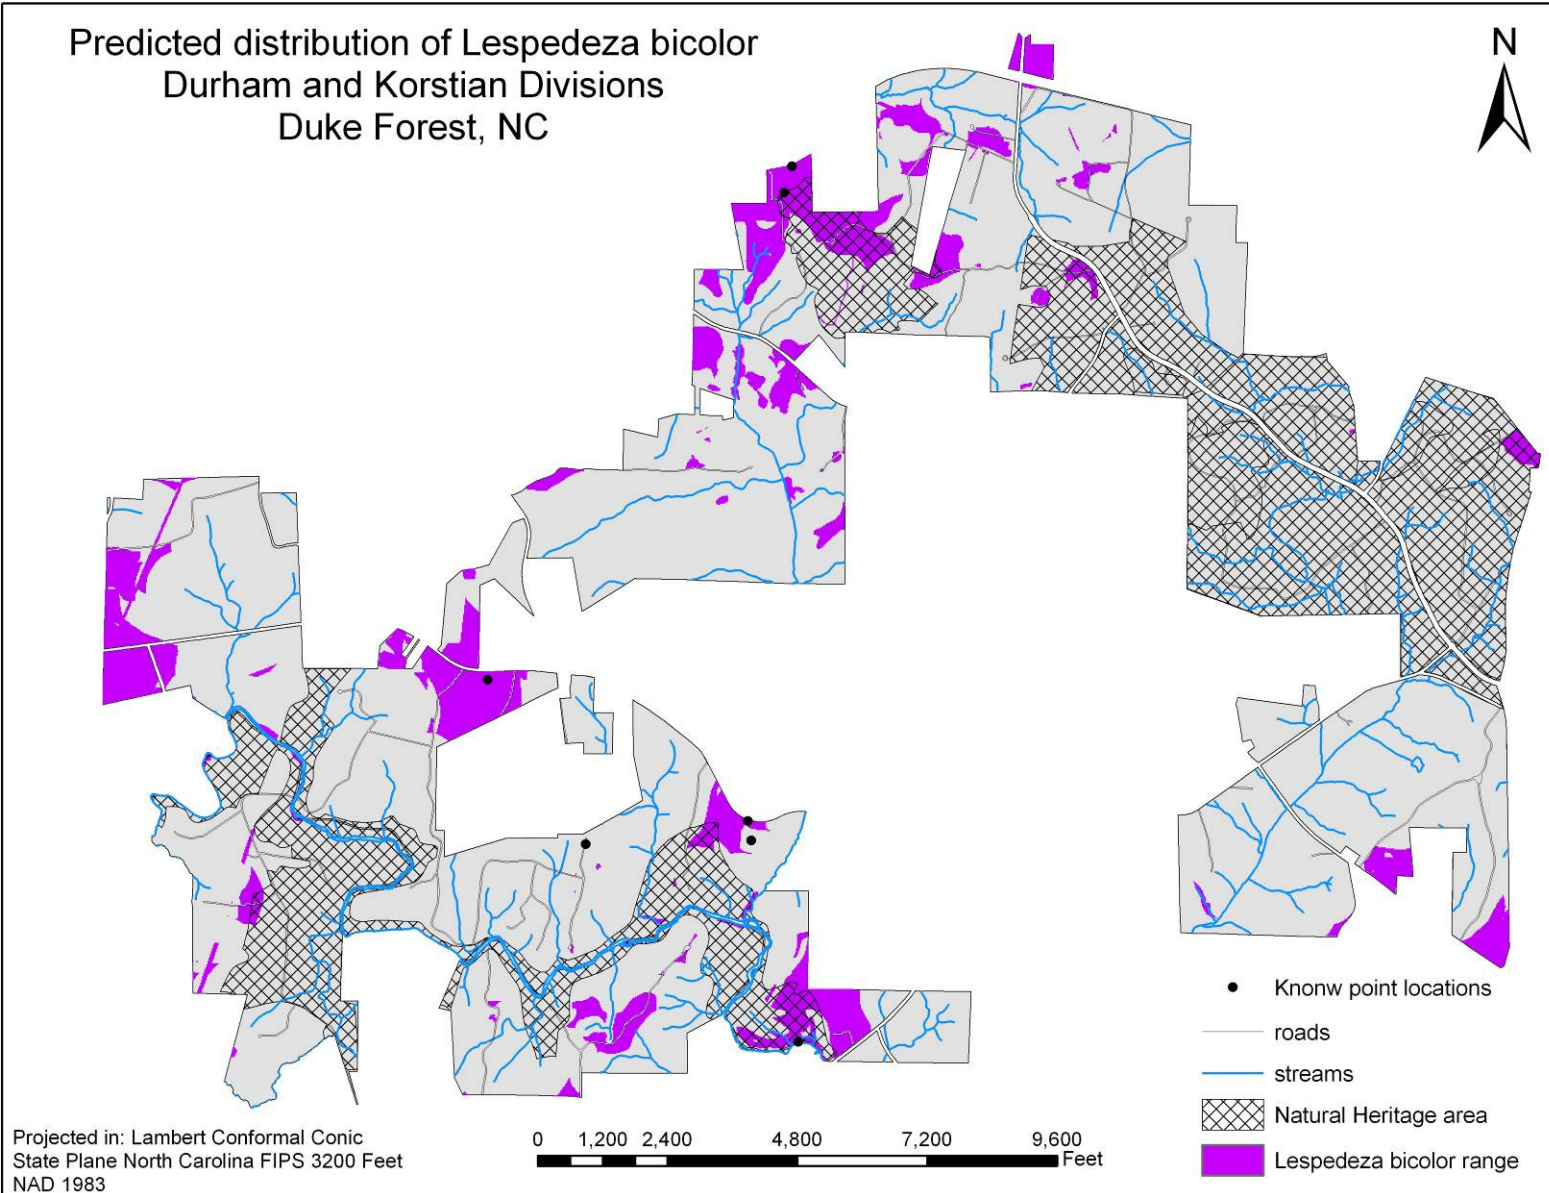 Predicted distribution of Lespedeza bicolor
Durham and Korstian Divisions
Duke Forest, NC
N
Knonw point locations
roads
streams
Natural Heritage area
Lespedeza bicolor range
Projected in: Lambert Conformal Conic
State Plane North Carolina FIPS 3200 Feet
NAD 1983
0 1,200 2,400 4,800 7,200 9,600
Feet